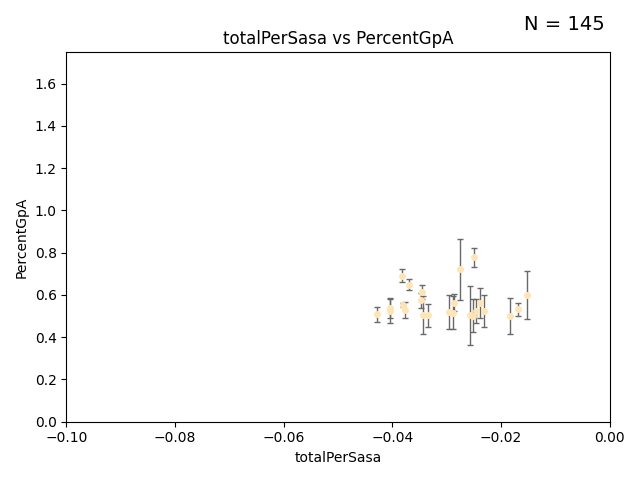 N = 145
totalPerSasa vs PercentGpA
PercentGpA
1.6
1.4
1.2
1.0
0.8
0.6
0.4
0.2
0.0
−0.10 −0.08 −0.06 −0.04 −0.02 0.00
totalPerSasa